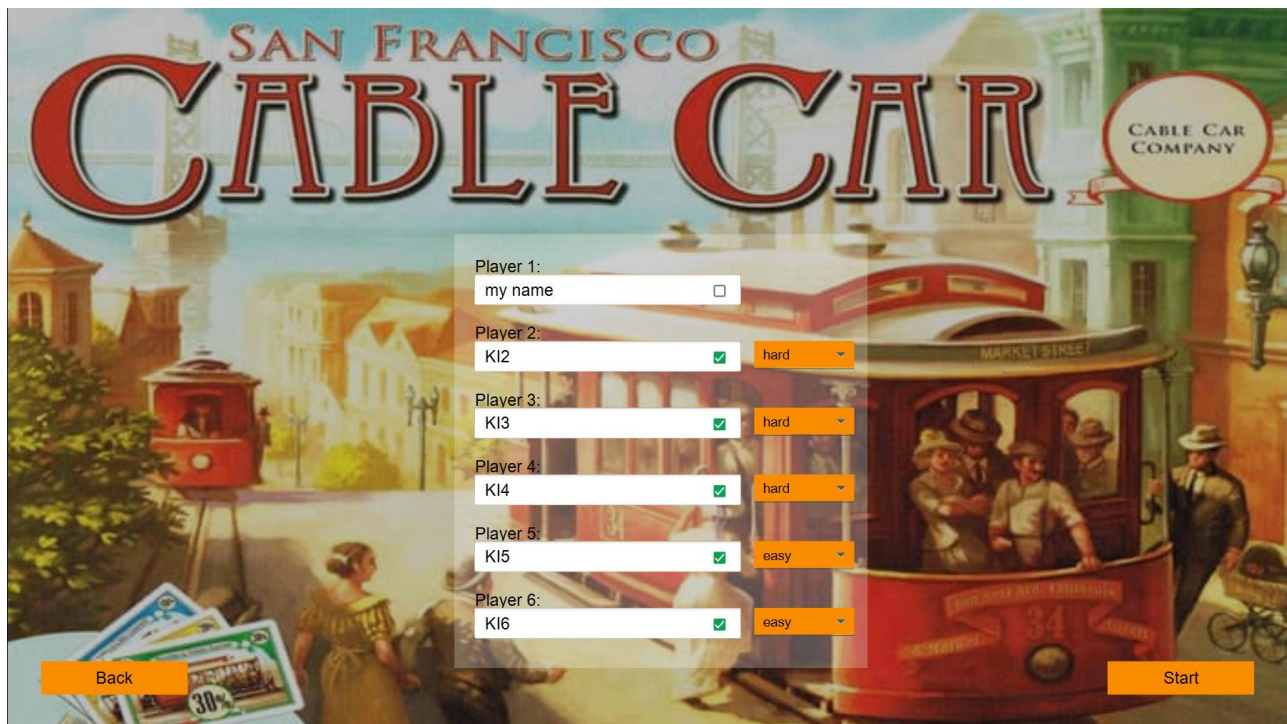 SAN FRANCISCO
CABLE CAR
CABLE CAR
COMPANY
Player 1:
my name
Player 2:
KI2
hard
MARKET STREET
Player 3:
KI3
hard
Player 4:
KI4
hard
Player 5:
KI5
easy
Player 6:
KI6
easy
34
Back
30%
Start